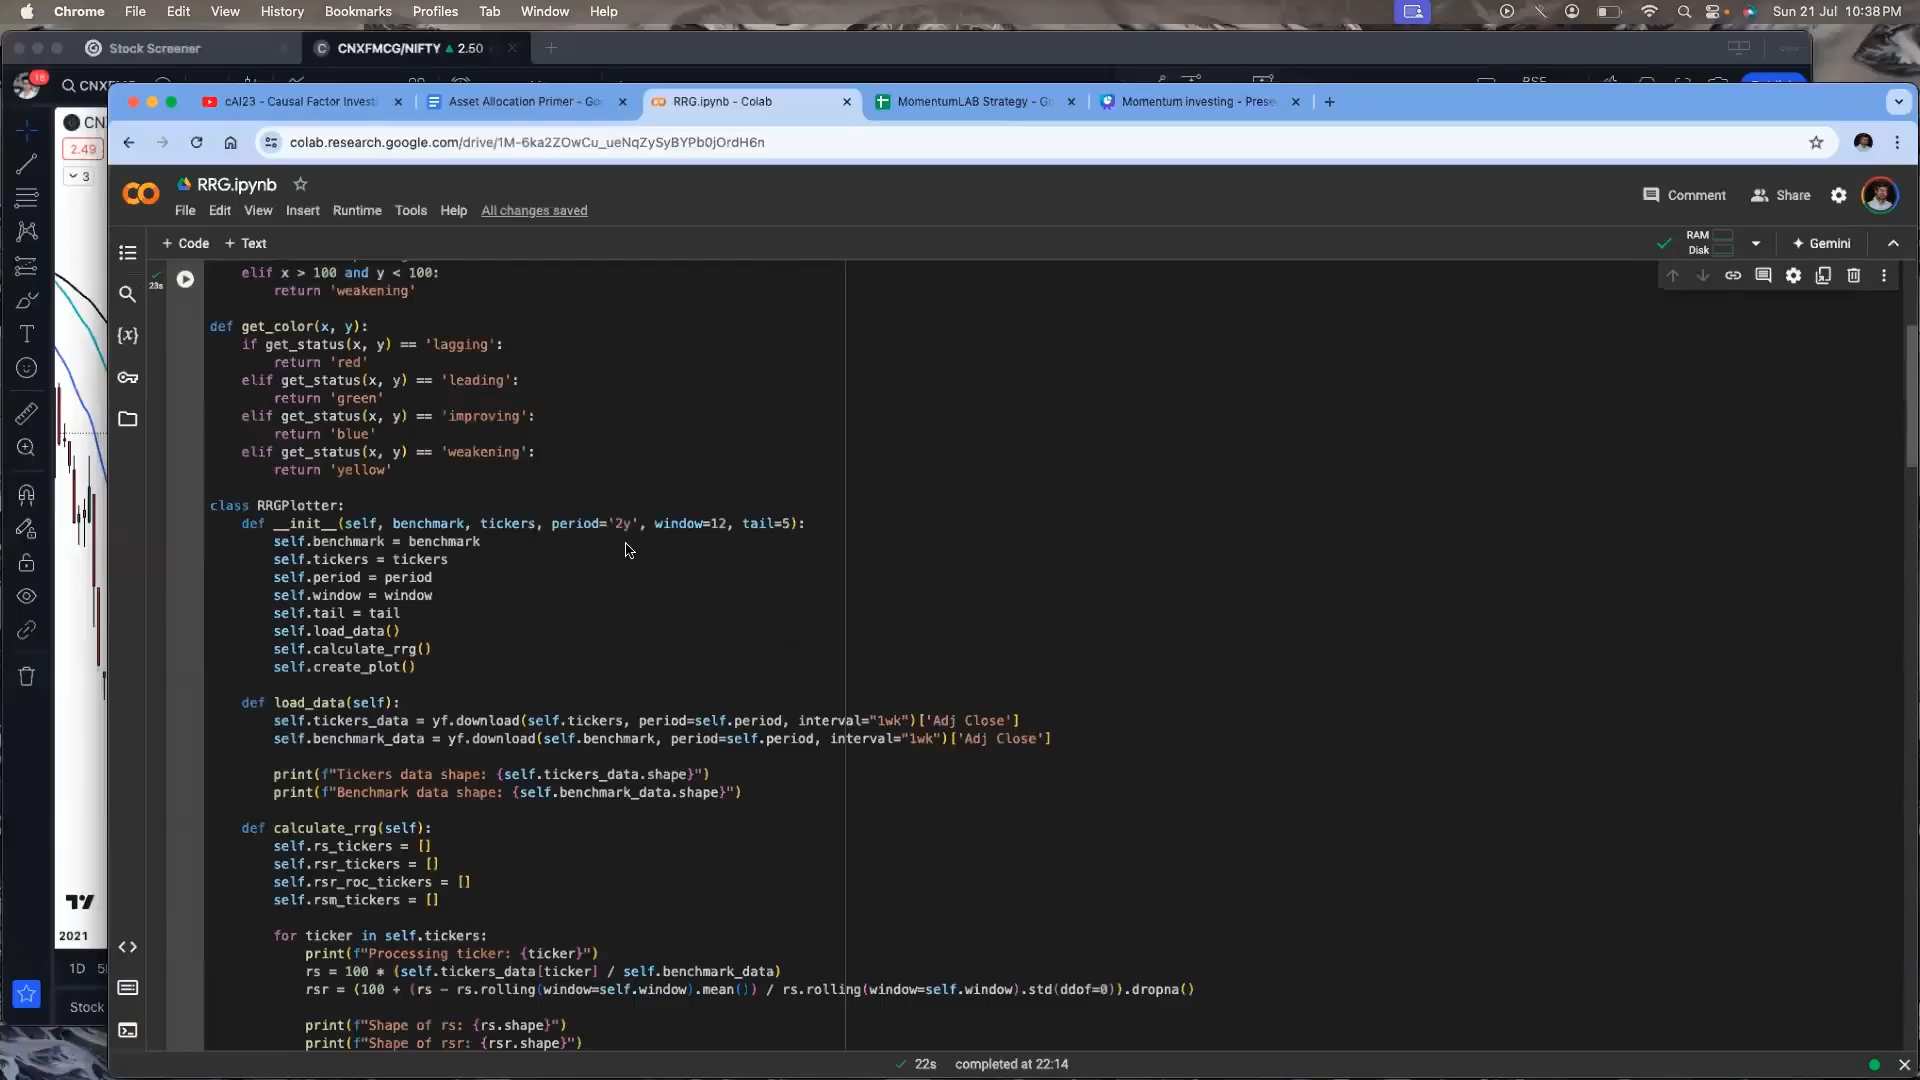 Chrome File Edit View History Bookmarks Profiles Tab Window Help Sun 21 Jul 10:38 PM
Stock Screener CNXFMCG/NIFTY ▲ 2.50
18
cAI23 - Causal Factor Investi Asset Allocation Primer - Go RRG.ipynb - Colab MomentumLAB Strategy - G Momentum investing - Prese
2.49
colab.research.google.com/drive/1M-6ka2ZOwCu_ueNqZySyBYPb0jOrdH6n
3
RRG.ipynb
Comment Share
File Edit View Insert Runtime Tools Help All changes saved
+ Code + Text
RAM
Disk
Gemini
23s
elif x > 100 and y < 100:
return 'weakening'
def get_color(x, y):
if get_status(x, y) == 'lagging':
return 'red'
elif get_status(x, y) == 'leading':
return 'green'
elif get_status(x, y) == 'improving':
return 'blue'
elif get_status(x, y) == 'weakening':
return 'yellow'
class RRGPlotter:
def __init__(self, benchmark, tickers, period='2y', window=12, tail=5):
self.benchmark = benchmark
self.tickers = tickers
self.period = period
self.window = window
self.tail = tail
self.load_data()
self.calculate_rrg()
self.create_plot()
def load_data(self):
self.tickers_data = yf.download(self.tickers, period=self.period, interval="1wk")['Adj Close']
self.benchmark_data = yf.download(self.benchmark, period=self.period, interval="1wk")['Adj Close']
print(f"Tickers data shape: {self.tickers_data.shape}")
print(f"Benchmark data shape: {self.benchmark_data.shape}")
def calculate_rrg(self):
self.rs_tickers = []
self.rsr_tickers = []
self.rsr_roc_tickers = []
self.rsm_tickers = []
for ticker in self.tickers:
print(f"Processing ticker: {ticker}")
rs = 100 * (self.tickers_data[ticker] / self.benchmark_data)
rsr = (100 + (rs - rs.rolling(window=self.window).mean()) / rs.rolling(window=self.window).std(ddof=0)).dropna()
print(f"Shape of rs: {rs.shape}")
print(f"Shape of rsr: {rsr.shape}")
2021
1D
Stock
22s completed at 22:14